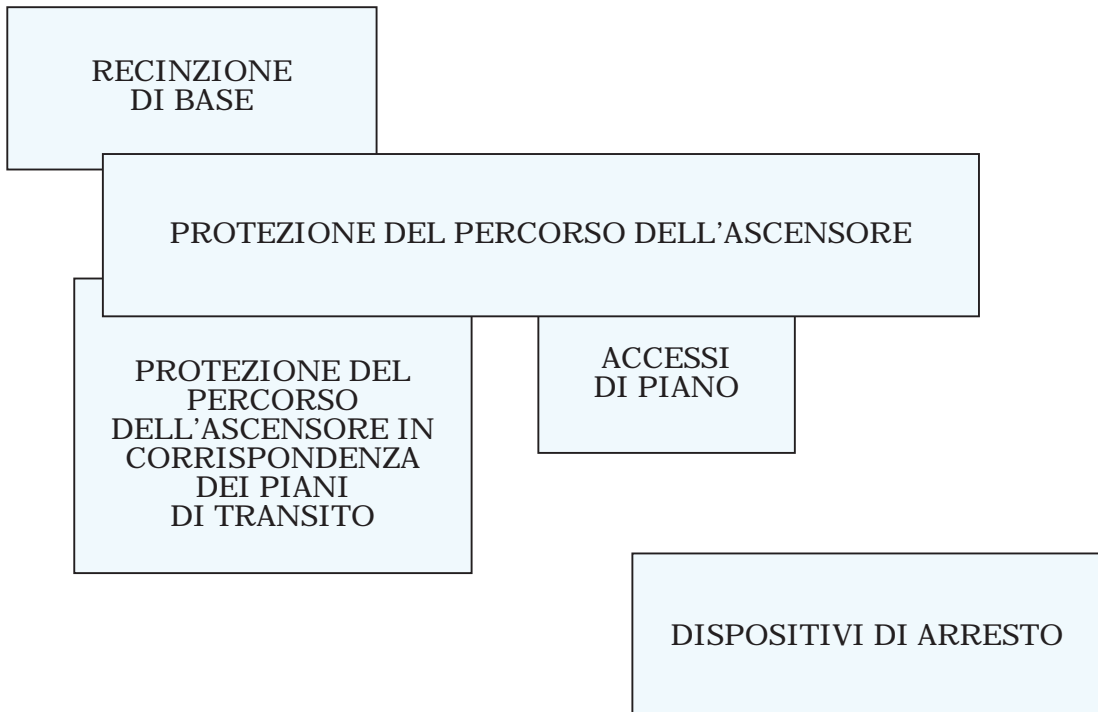 RECINZIONE
DI BASE
PROTEZIONE DEL PERCORSO DELL'ASCENSORE
PROTEZIONE DEL
PERCORSO
DELL'ASCENSORE IN
CORRISPONDENZA
DEI PIANI
DI TRANSITO
ACCESSI
DI PIANO
DISPOSITIVI DI ARRESTO